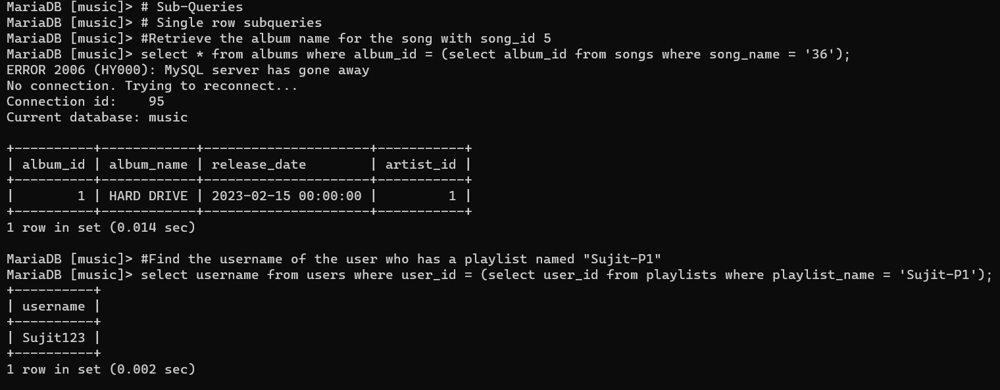 MariaDB [music]> # Sub-Queries
MariaDB [music]> # Single row subqueries
MariaDB [music]> #Retrieve the album name for the song with song_id 5
MariaDB [music]> select * from albums where album_id = (select album_id from songs where song_name = '36');
ERROR 2006 (HY000): MySQL server has gone away
No connection. Trying to reconnect...
Connection id:    95
Current database: music

+----------+------------+---------------------+-----------+
| album_id | album_name | release_date        | artist_id |
+----------+------------+---------------------+-----------+
|        1 | HARD DRIVE | 2023-02-15 00:00:00 |         1 |
+----------+------------+---------------------+-----------+
1 row in set (0.014 sec)

MariaDB [music]> #Find the username of the user who has a playlist named "Sujit-P1"
MariaDB [music]> select username from users where user_id = (select user_id from playlists where playlist_name = 'Sujit-P1');
+----------+
| username |
+----------+
| Sujit123 |
+----------+
1 row in set (0.002 sec)